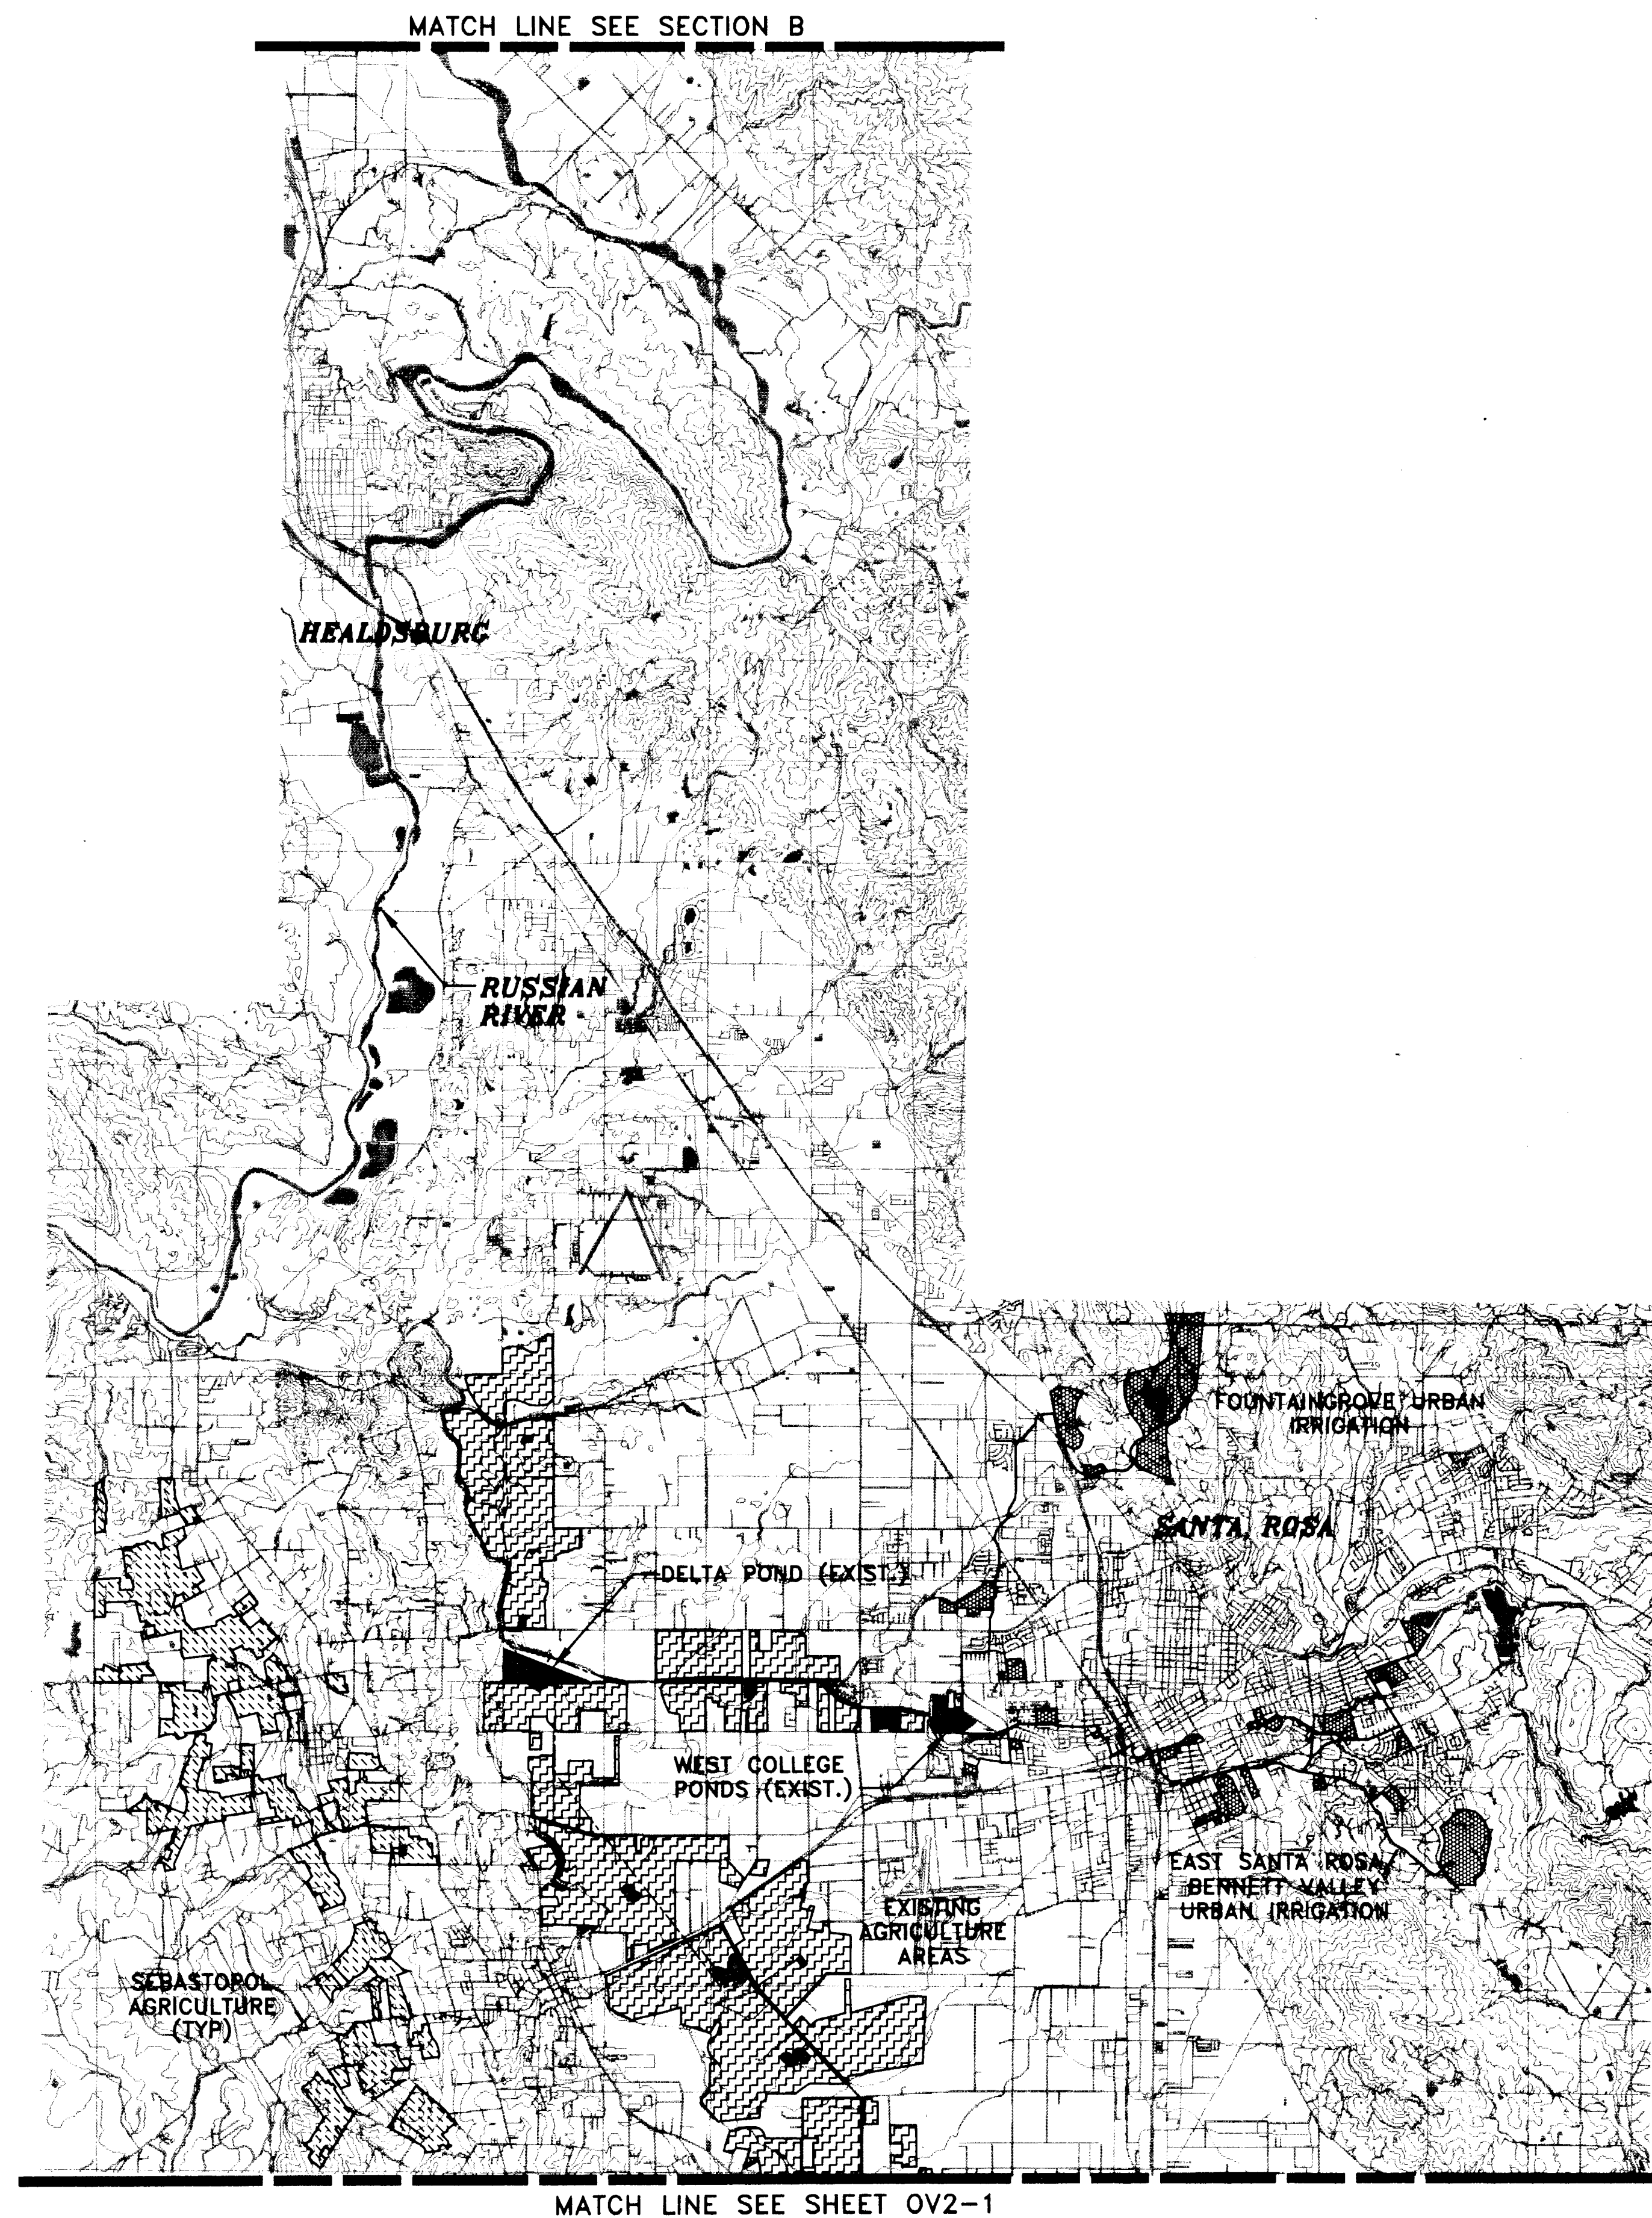 MATCH LINE SEE SECTION B
HEALDSBURG
RUSSIAN
RIVER
FOUNTAINGROVE URBAN
IRRIGATION
SANTA ROSA
DELTA POND (EXIST.)
WEST COLLEGE
PONDS (EXIST.)
EAST SANTA ROSA/
BENNETT VALLEY
URBAN IRRIGATION
EXISTING
AGRICULTURE
AREAS
SEBASTOPOL
AGRICULTURE
(TYP)
MATCH LINE SEE SHEET OV2-1